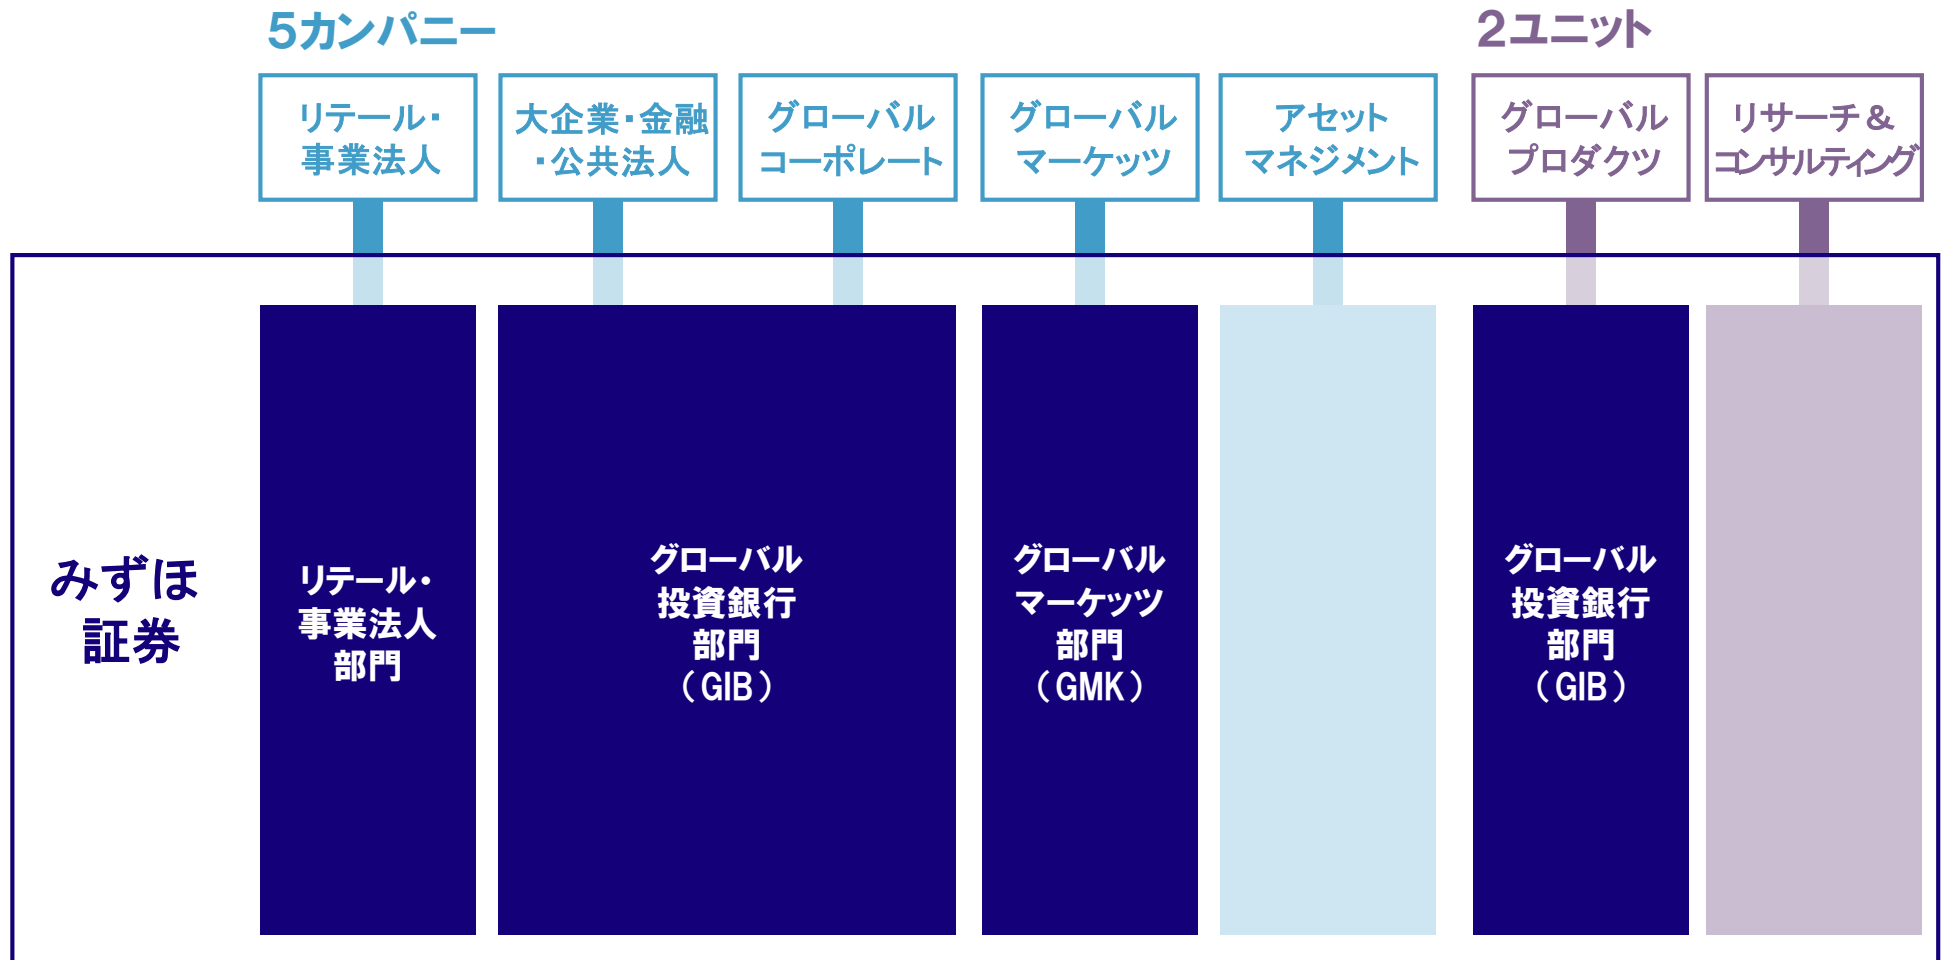 5カンパニー
2ユニット
リテール・
事業法人
大企業・金融
・公共法人
グローバル
コーポレート
グローバル
マーケッツ
アセット
マネジメント
グローバル
プロダクツ
リサーチ＆
コンサルティング
みずほ
証券
リテール・
事業法人
部門
グローバル
投資銀行
部門
（GIB）
グローバル
マーケッツ
部門
（GMK）
グローバル
投資銀行
部門
（GIB）